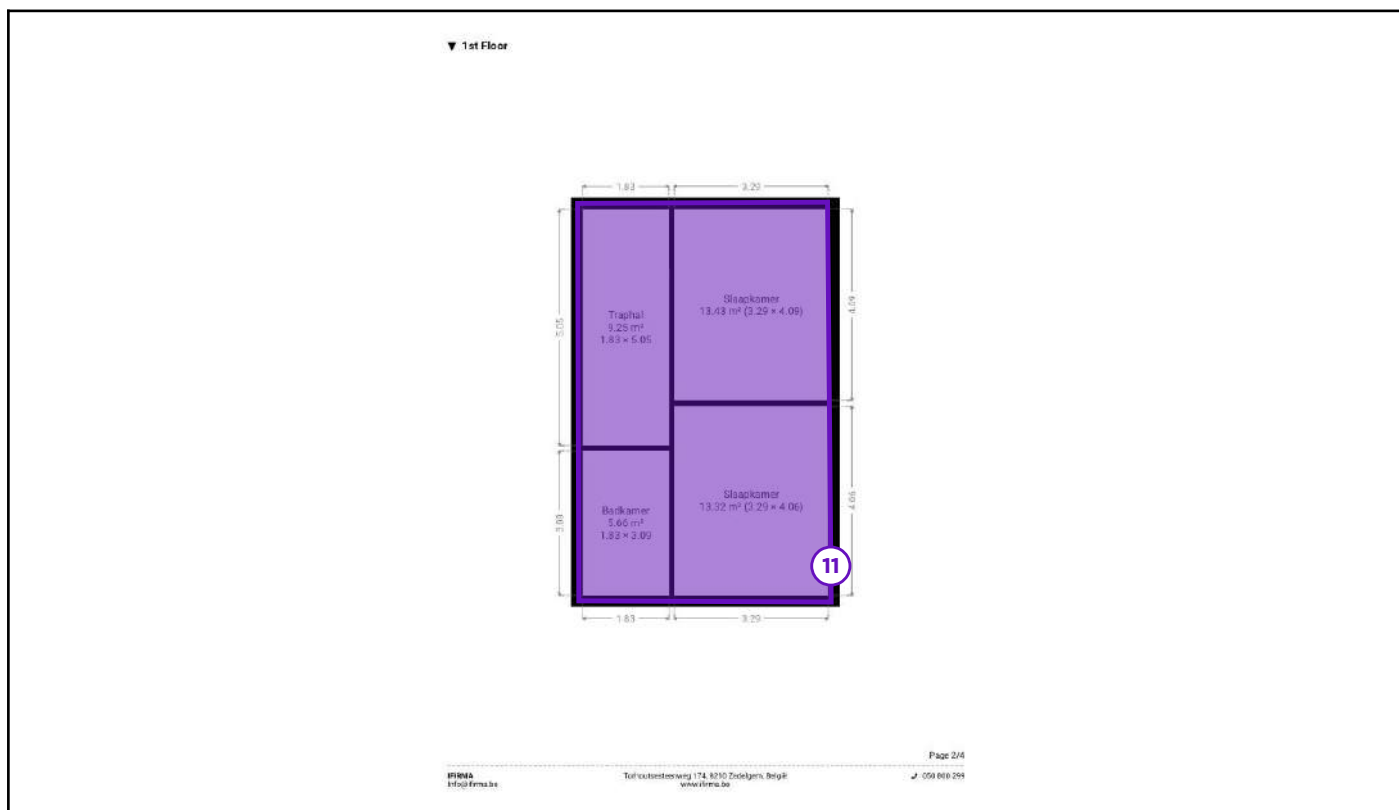 ▼ 1st Floor
1.83 3.29
Slaapkamer
13.43 m² (3.29 × 4.09)
4.09
Traphal
9.25 m²
1.83 × 5.05
5.05
Slaapkamer
13.32 m² (3.29 × 4.06)
4.06
Badkamer
5.66 m²
1.83 × 3.09
11
1.83 3.29
Page 2/4
IFIRMA
info@ifirma.be
Torhoutsesteenweg 174, 8210 Zedelgem, België
www.ifirma.be
050 800 299